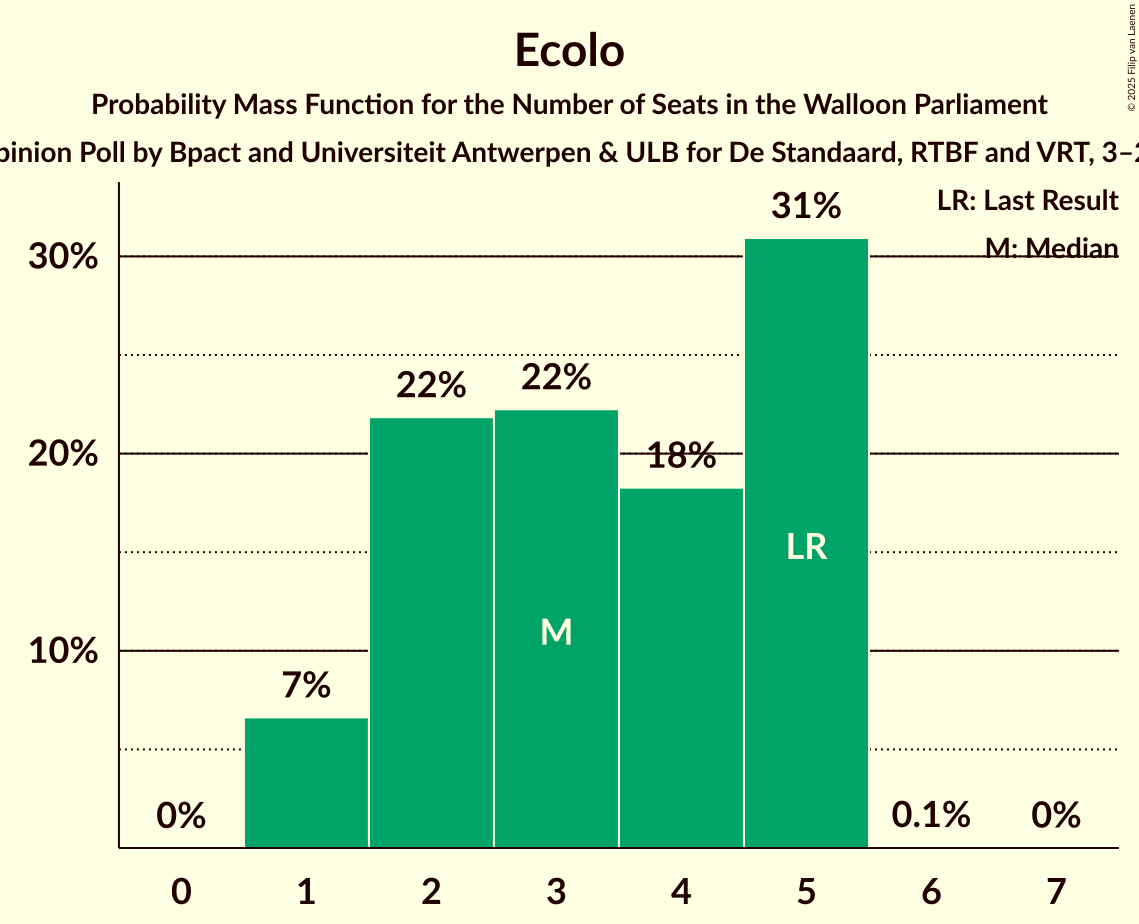 Ecolo
Probability Mass Function for the Number of Seats in the Walloon Parliament
Opinion Poll by Bpact and Universiteit Antwerpen & ULB for De Standaard, RTBF and VRT, 3–2
© 2025 Filip van Laenen
LR: Last Result
M: Median
30%
20%
10%
0%
7%
22%
22%
18%
31%
0.1%
0%
M
LR
0 1 2 3 4 5 6 7